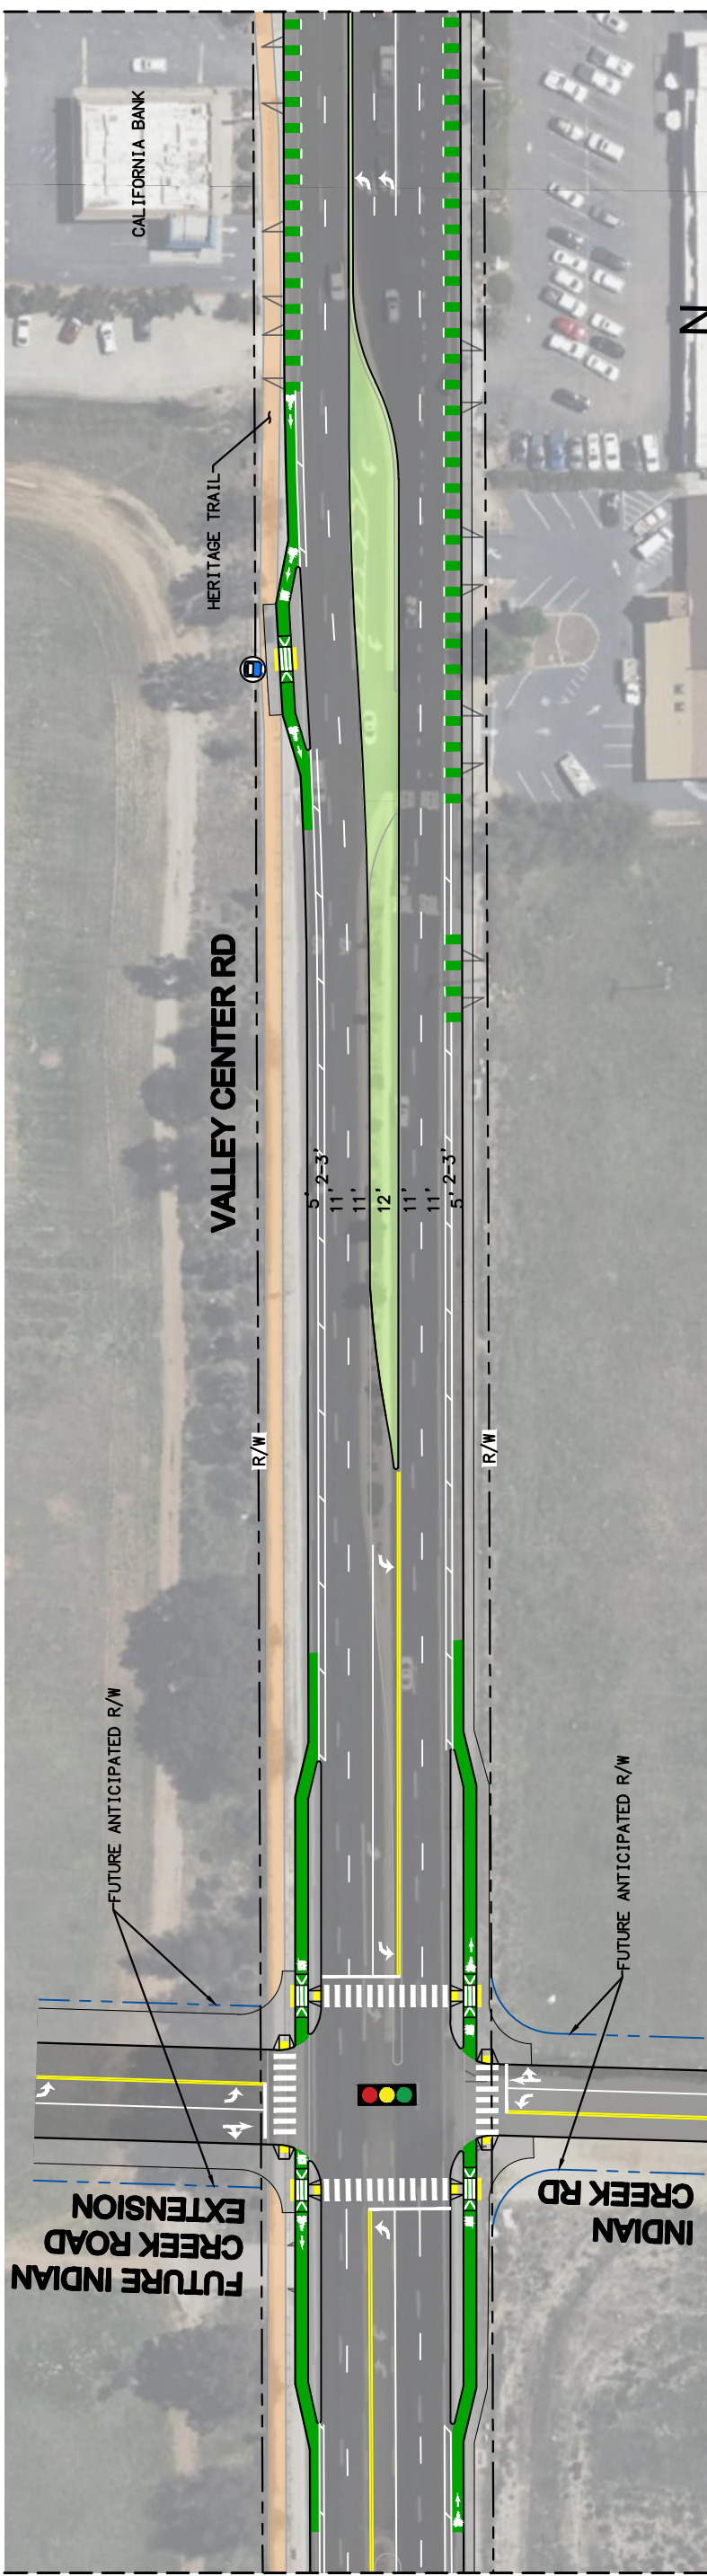 CALIFORNIA BANK
N
HERITAGE TRAIL
VALLEY CENTER RD
5'
2-3'
11'
11'
12'
11'
11'
2-3'
5'
R/W
R/W
FUTURE ANTICIPATED R/W
FUTURE ANTICIPATED R/W
FUTURE INDIAN
CREEK ROAD
EXTENSION
INDIAN
CREEK RD